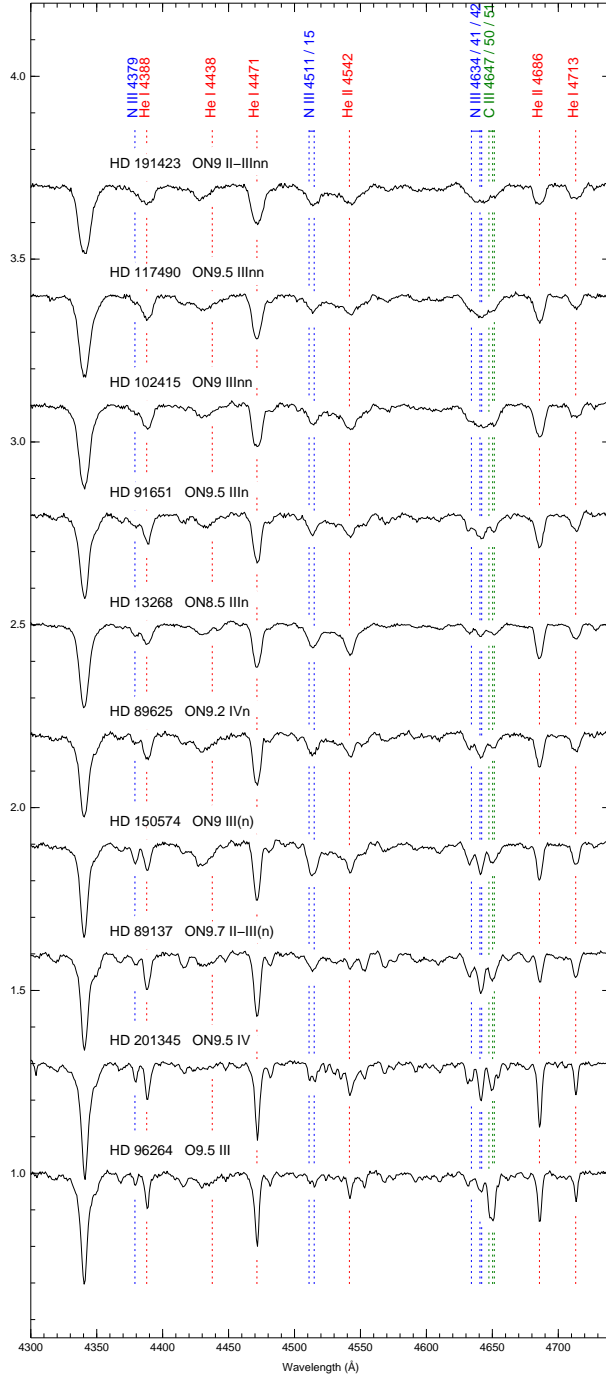 N III 4379
He I 4388
He I 4438
He I 4471
N III 4511 / 15
He II 4542
N III 4634 / 41 / 42
C III 4647 / 50 / 51
He II 4686
He I 4713
4.0
HD 191423 ON9 II−IIInn
3.5
HD 117490 ON9.5 IIInn
HD 102415 ON9 IIInn
3.0
HD 91651 ON9.5 IIIn
HD 13268 ON8.5 IIIn
2.5
HD 89625 ON9.2 IVn
2.0
HD 150574 ON9 III(n)
HD 89137 ON9.7 II−III(n)
1.5
HD 201345 ON9.5 IV
HD 96264 O9.5 III
1.0
4300 4350 4400 4450 4500 4550 4600 4650 4700
Wavelength (Å)